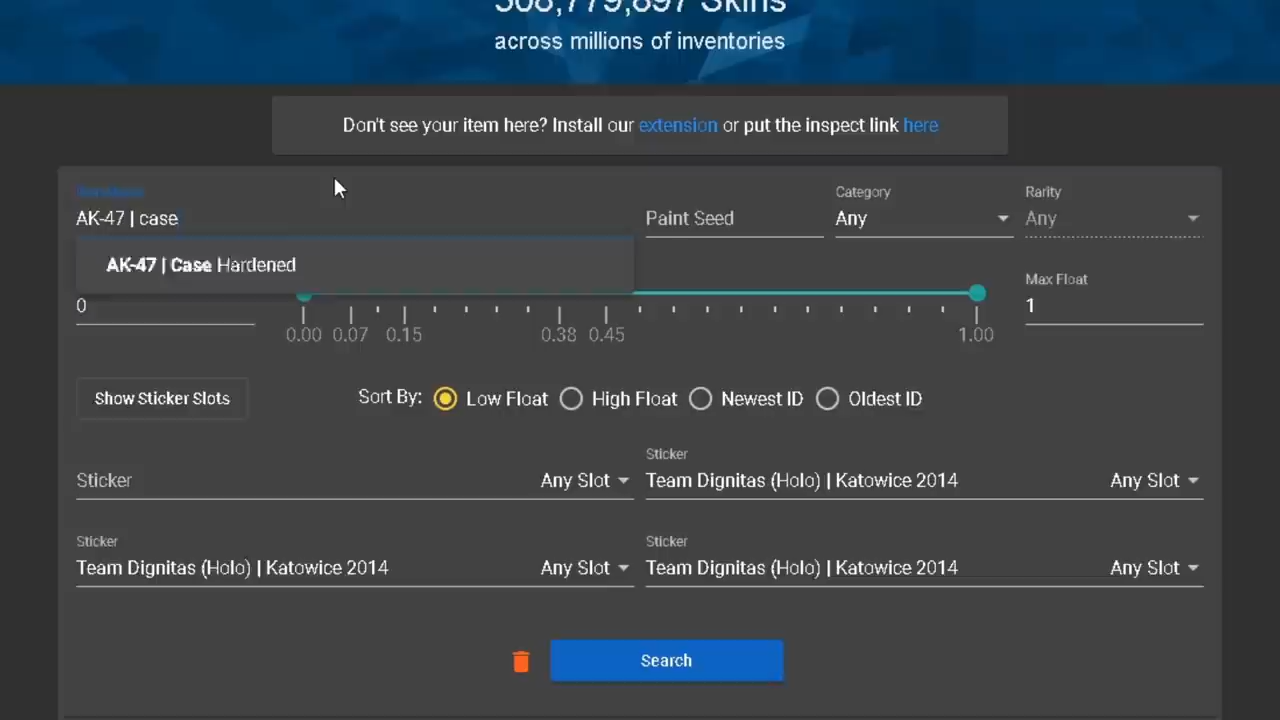 308,779,897 Skins
across millions of inventories
Don't see your item here? Install our extension or put the inspect link here
Category
Rarity
AK-47 | case
Paint Seed
Any
Any
AK-47 | Case Hardened
Max Float
0
1
0.00 0.07 0.15 0.38 0.45 1.00
Show Sticker Slots
Sort By: Low Float High Float Newest ID Oldest ID
Sticker
Sticker Any Slot
Team Dignitas (Holo) | Katowice 2014 Any Slot
Sticker
Sticker
Team Dignitas (Holo) | Katowice 2014 Any Slot
Team Dignitas (Holo) | Katowice 2014 Any Slot
Search